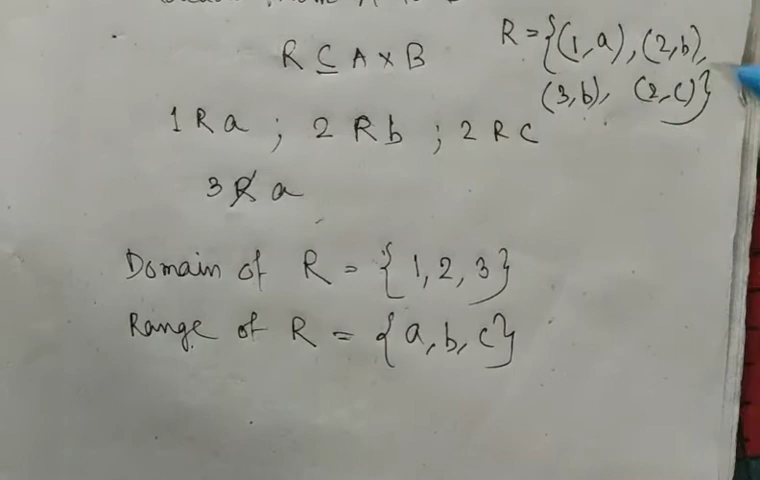 R ⊆ A × B
R = {(1,a), (2,b),
(3,b), (2,c)}
1 R a ; 2 R b ; 2 R c
3 R̸ a
Domain of R = {1, 2, 3}
Range of R = {a, b, c}